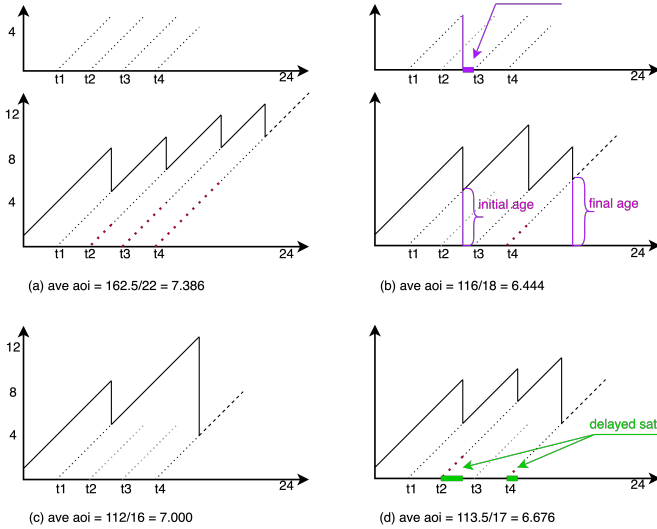 4
t1 t2 t3 t4 24
t1 t2 t3 t4 24
12
8
4
t1 t2 t3 t4 24
initial age
final age
t1 t2 t3 t4 24
(a) ave aoi = 162.5/22 = 7.386
(b) ave aoi = 116/18 = 6.444
12
8
4
t1 t2 t3 t4 24
delayed sat
t1 t2 t3 t4 24
(c) ave aoi = 112/16 = 7.000
(d) ave aoi = 113.5/17 = 6.676